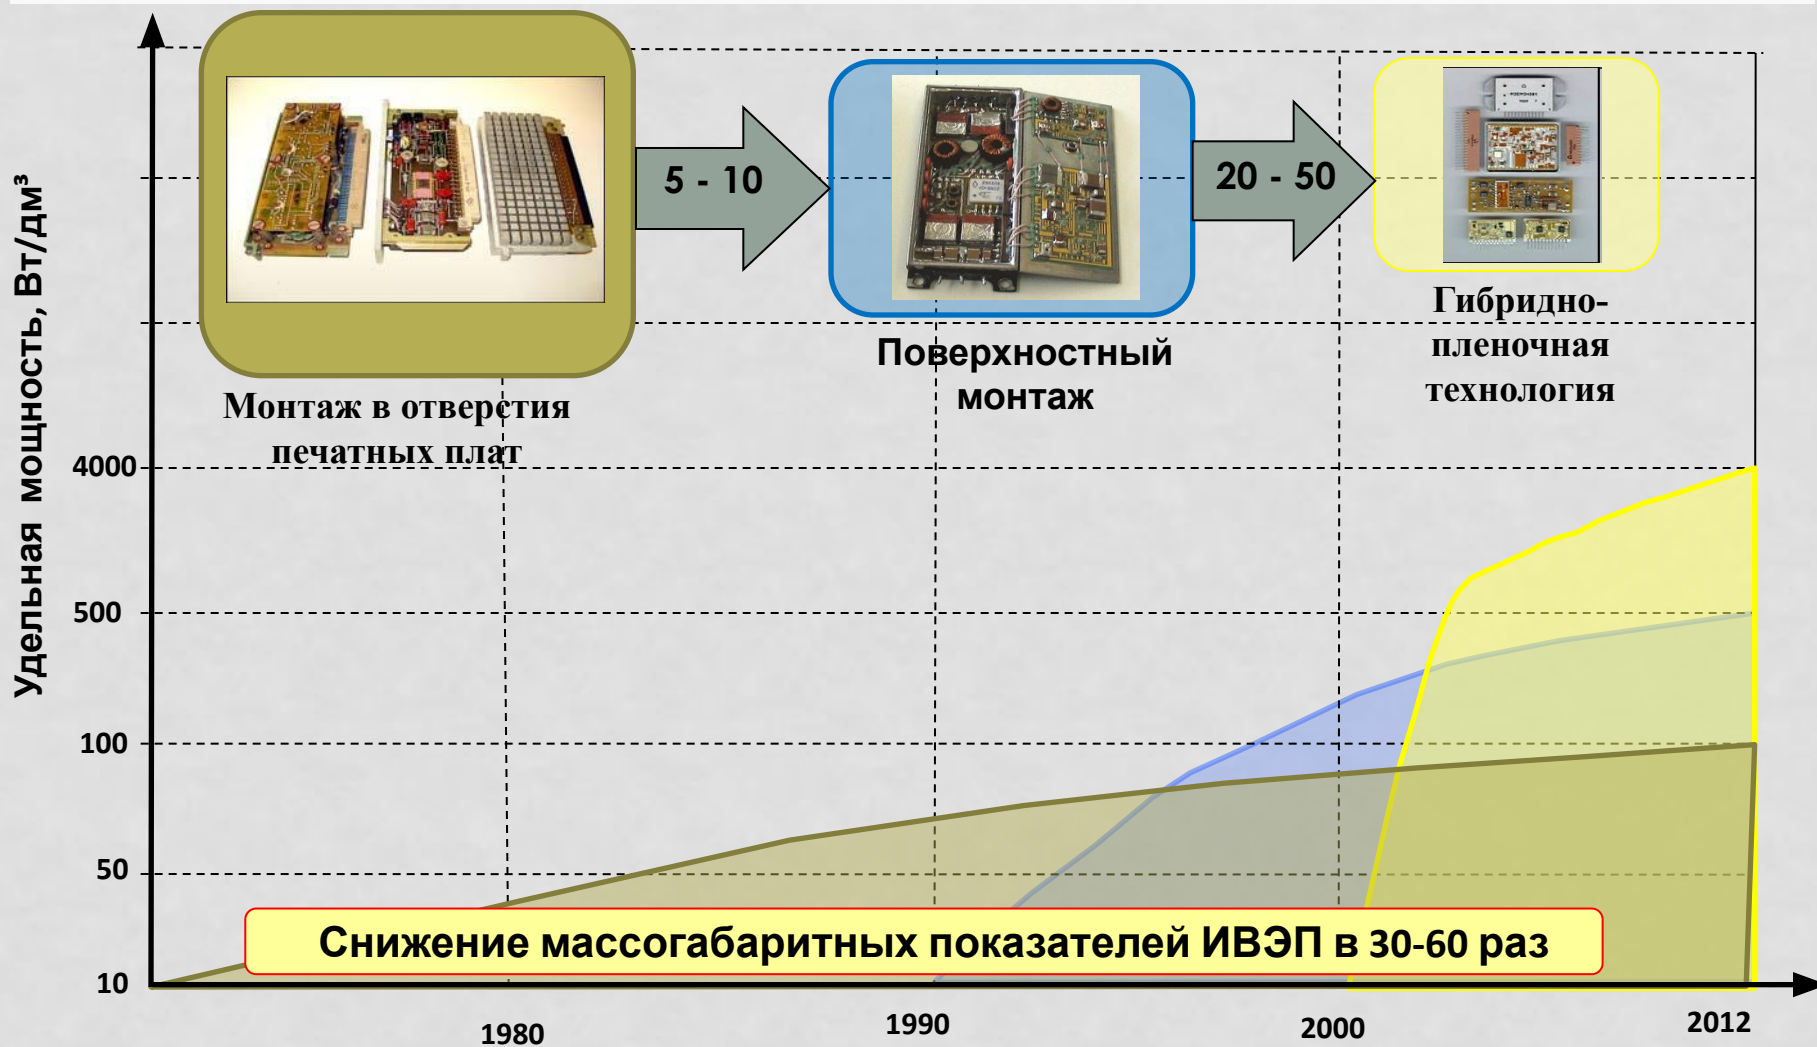 Удельная мощность, Вт/дм³
5 - 10
20 - 50
Монтаж в отверстия
печатных плат
Поверхностный
монтаж
Гибридно-
пленочная
технология
4000
500
100
50
10
Снижение массогабаритных показателей ИВЭП в 30-60 раз
1980
1990
2000
2012